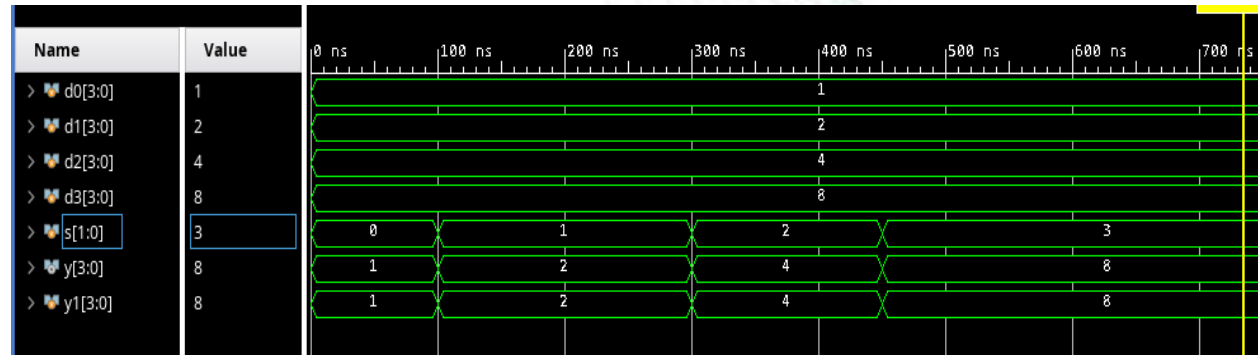 Name Value 0 ns 100 ns 200 ns 300 ns 400 ns 500 ns 600 ns 700 ns
d0[3:0] 1 1
d1[3:0] 2 2
d2[3:0] 4 4
d3[3:0] 8 8
s[1:0] 3 0 1 2 3
y[3:0] 8 1 2 4 8
y1[3:0] 8 1 2 4 8